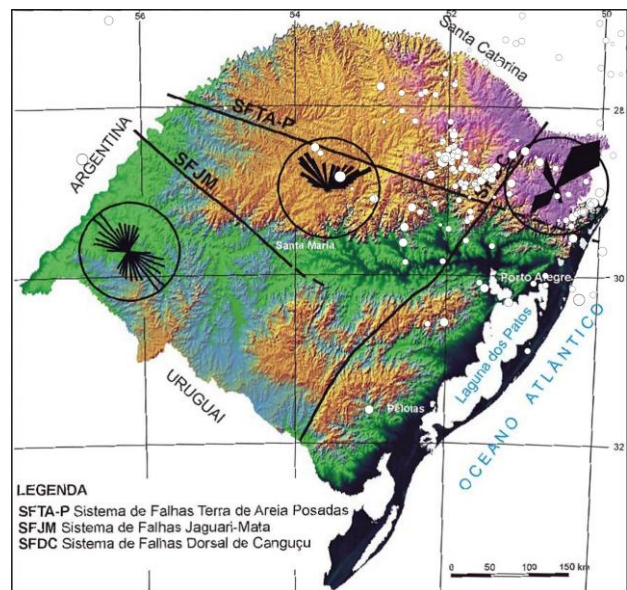 56
54
52
50
Santa Catarina
28
SFTA-P
ARGENTINA
SFJM
Santa Maria
30
Porto Alegre
Laguna dos Patos
URUGUAI
OCEANO ATLÂNTICO
Pelotas
32
LEGENDA
SFTA-P Sistema de Falhas Terra de Areia Posadas
SFJM Sistema de Falhas Jaguari-Mata
SFDC Sistema de Falhas Dorsal de Canguçu
0 50 100 150 km